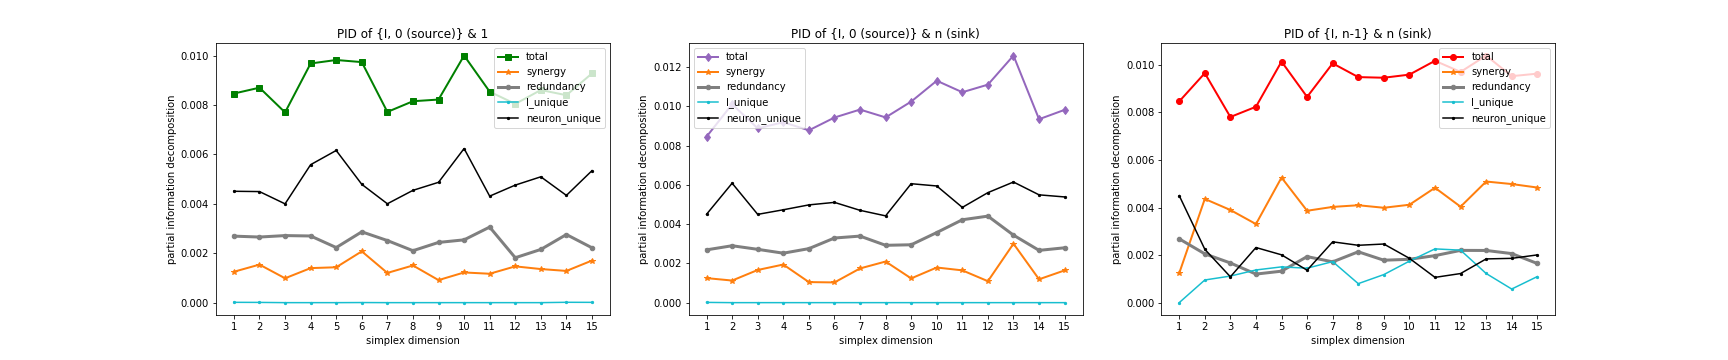 PID of {I, 0 (source)} & 1
partial information decomposition
0.010
0.008
0.006
0.004
0.002
0.000
total
synergy
redundancy
I_unique
neuron_unique
1 2 3 4 5 6 7 8 9 10 11 12 13 14 15
simplex dimension
PID of {I, 0 (source)} & n (sink)
partial information decomposition
0.012
0.010
0.008
0.006
0.004
0.002
0.000
total
synergy
redundancy
I_unique
neuron_unique
1 2 3 4 5 6 7 8 9 10 11 12 13 14 15
simplex dimension
PID of {I, n-1} & n (sink)
partial information decomposition
0.010
0.008
0.006
0.004
0.002
0.000
total
synergy
redundancy
I_unique
neuron_unique
1 2 3 4 5 6 7 8 9 10 11 12 13 14 15
simplex dimension